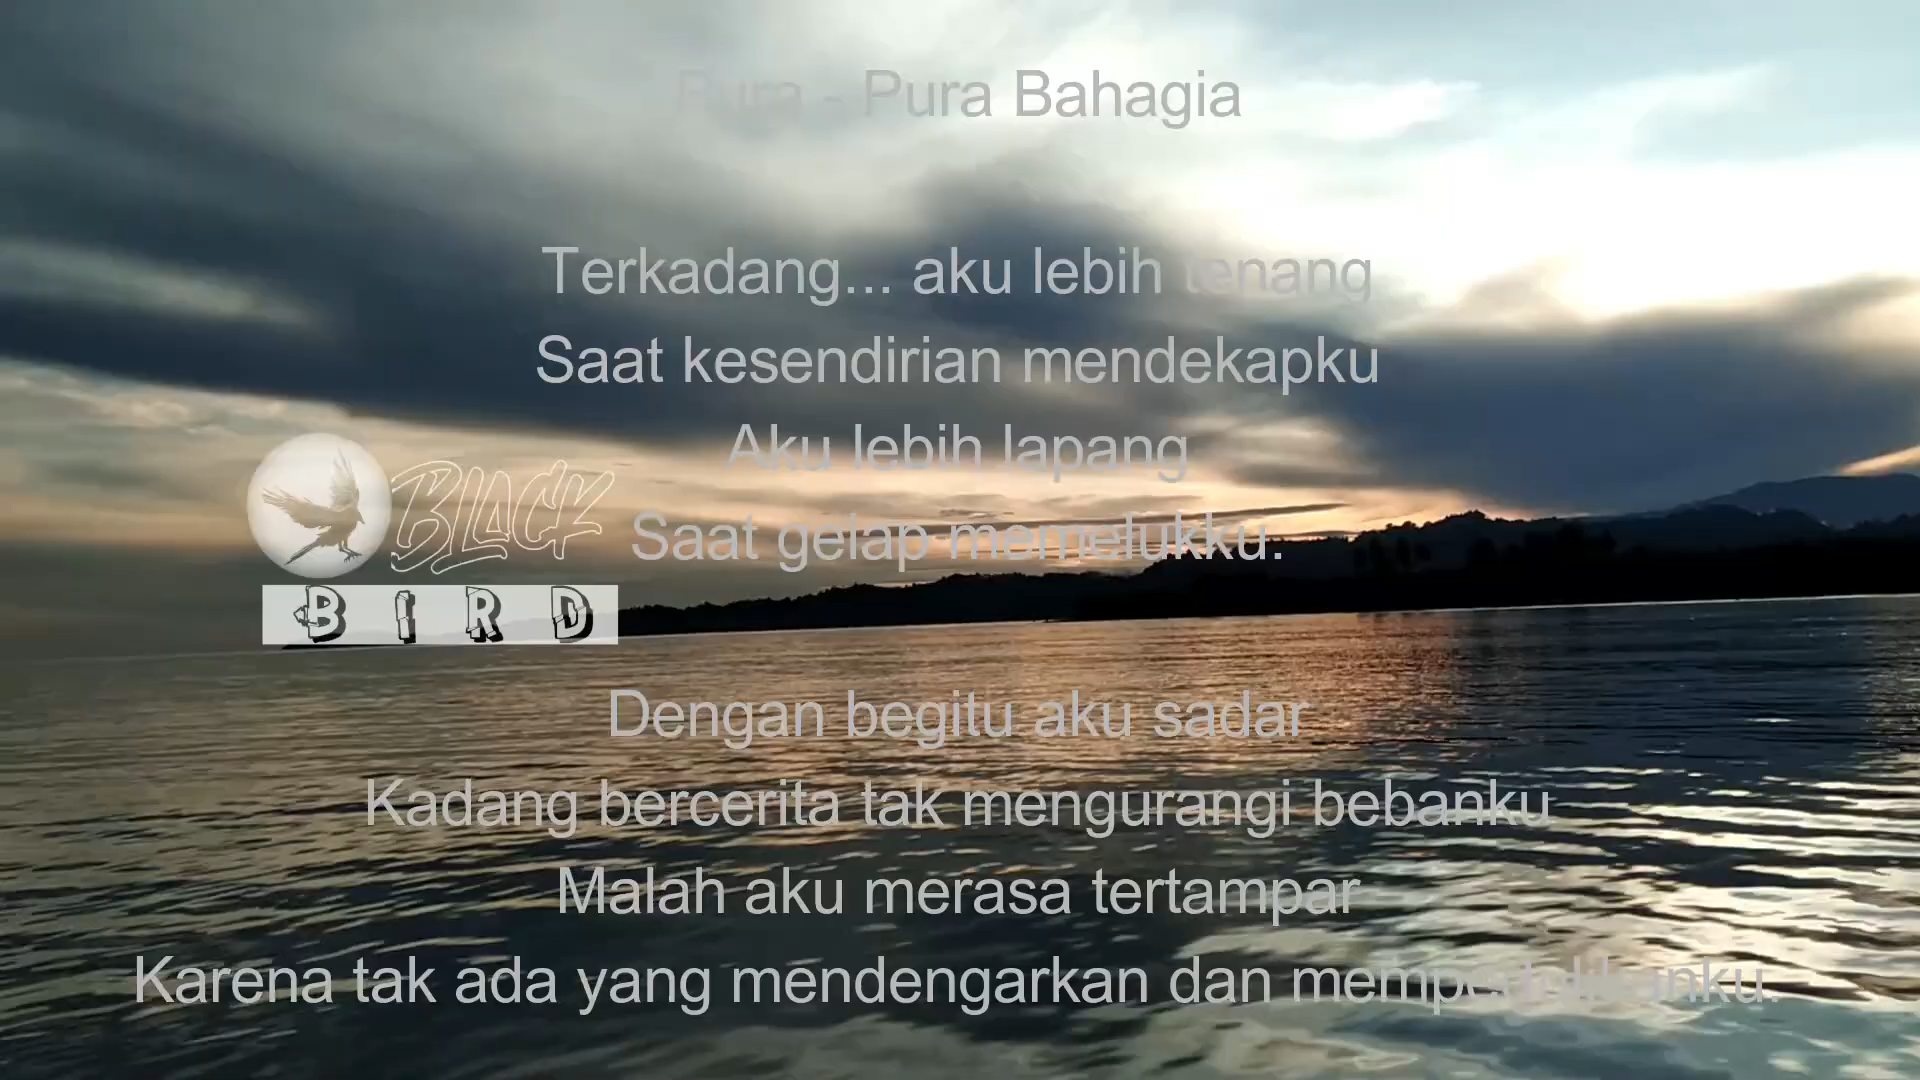 Pura - Pura Bahagia
Terkadang... aku lebih tenang
Saat kesendirian mendekapku
Aku lebih lapang
Saat gelap memelukku.
BLACK
BIRD
Dengan begitu aku sadar
Kadang bercerita tak mengurangi bebanku
Malah aku merasa tertampar
Karena tak ada yang mendengarkan dan memperdulikanku.